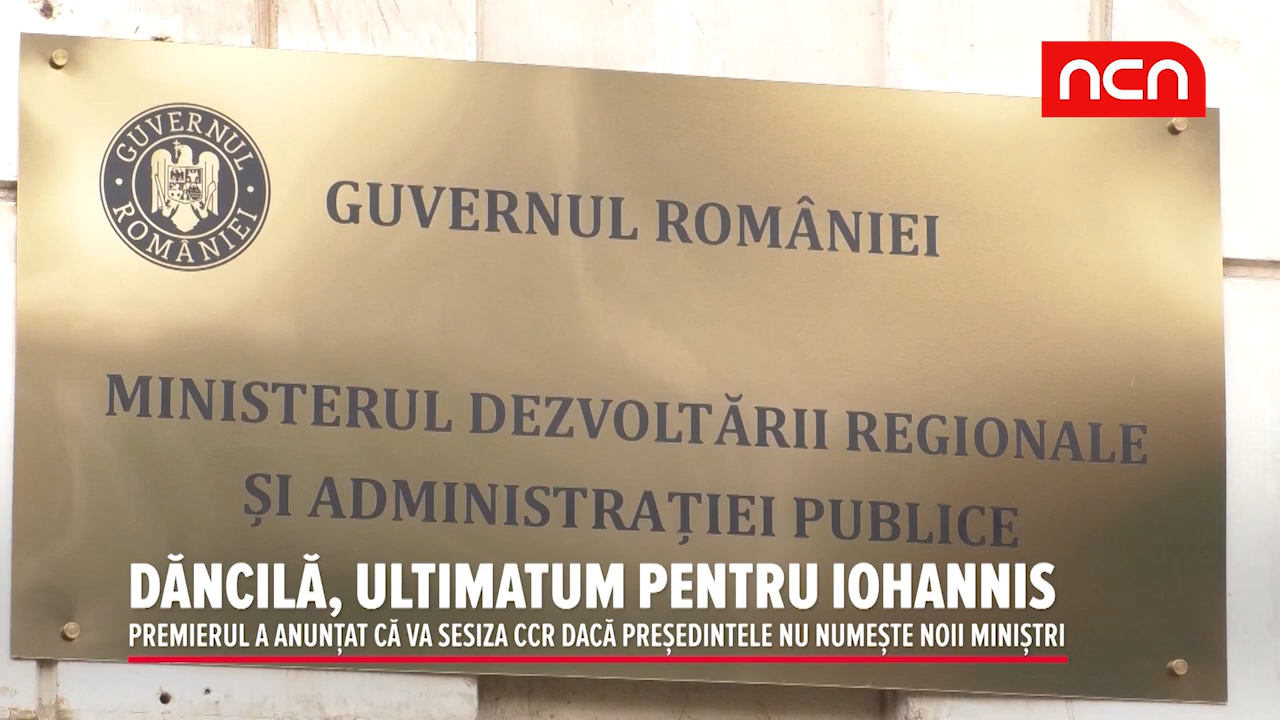 ncn
GUVERNUL ROMÂNIEI
GUVERNUL ROMÂNIEI
MINISTERUL DEZVOLTĂRII REGIONALE
ȘI ADMINISTRAȚIEI PUBLICE
DĂNCILĂ, ULTIMATUM PENTRU IOHANNIS
PREMIERUL A ANUNȚAT CĂ VA SESIZA CCR DACĂ PREȘEDINTELE NU NUMEȘTE NOII MINIȘTRI